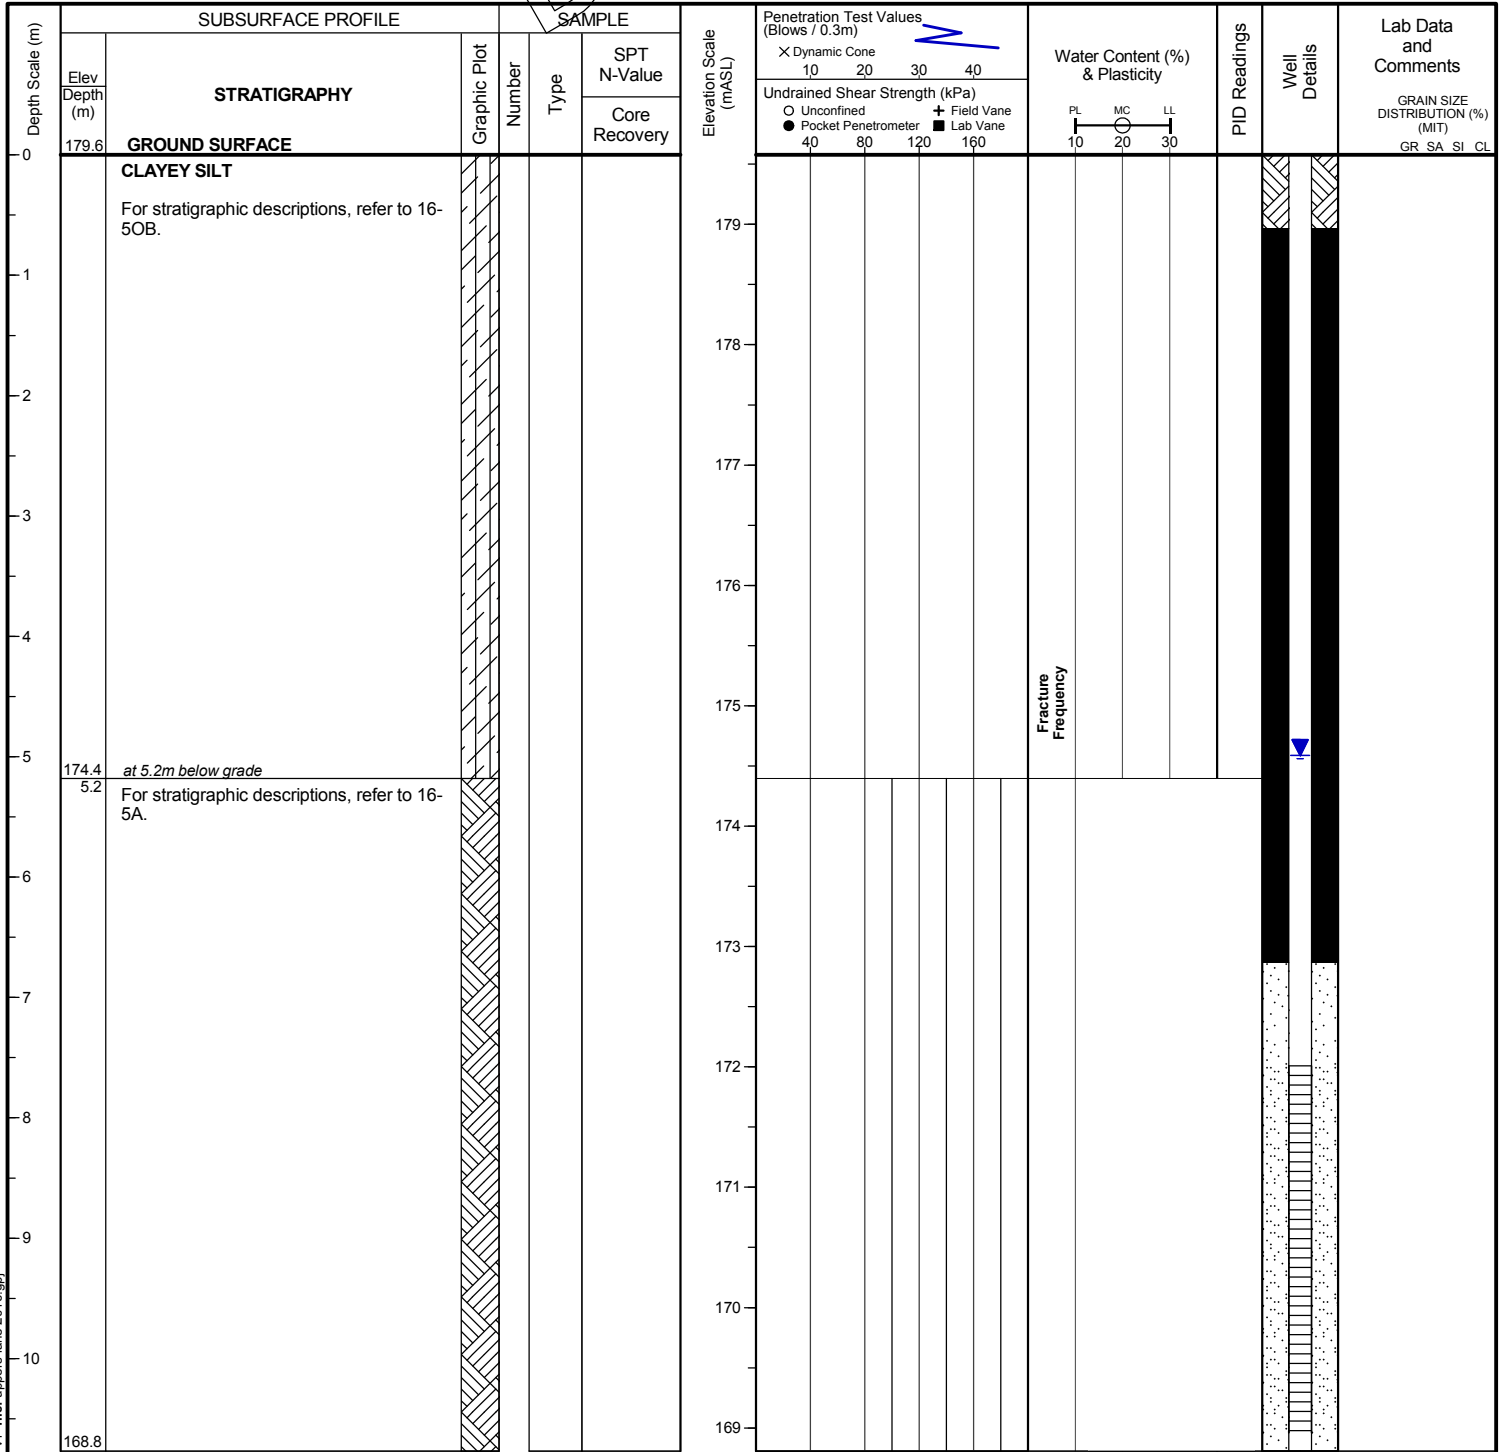 SUBSURFACE PROFILE
SAMPLE
Depth Scale (m)
Elev
Depth
(m)
STRATIGRAPHY
Graphic Plot
Number
Type
SPT
N-Value
Core
Recovery
Elevation Scale
(mASL)
Penetration Test Values
(Blows / 0.3m)
× Dynamic Cone
10 20 30 40
Undrained Shear Strength (kPa)
Unconfined
+ Field Vane
Pocket Penetrometer
Lab Vane
40 80 120 160
Water Content (%)
& Plasticity
PL MC LL
10 20 30
PID Readings
Well
Details
Lab Data
and
Comments
GRAIN SIZE
DISTRIBUTION (%)
(MIT)
GR SA SI CL
0
179.6
GROUND SURFACE
CLAYEY SILT
For stratigraphic descriptions, refer to 16-
5OB.
179
1
178
2
177
3
176
4
Fracture
Frequency
175
5
174.4
at 5.2m below grade
5.2
For stratigraphic descriptions, refer to 16-
5A.
174
6
173
7
172
8
171
9
170
10
169
168.8